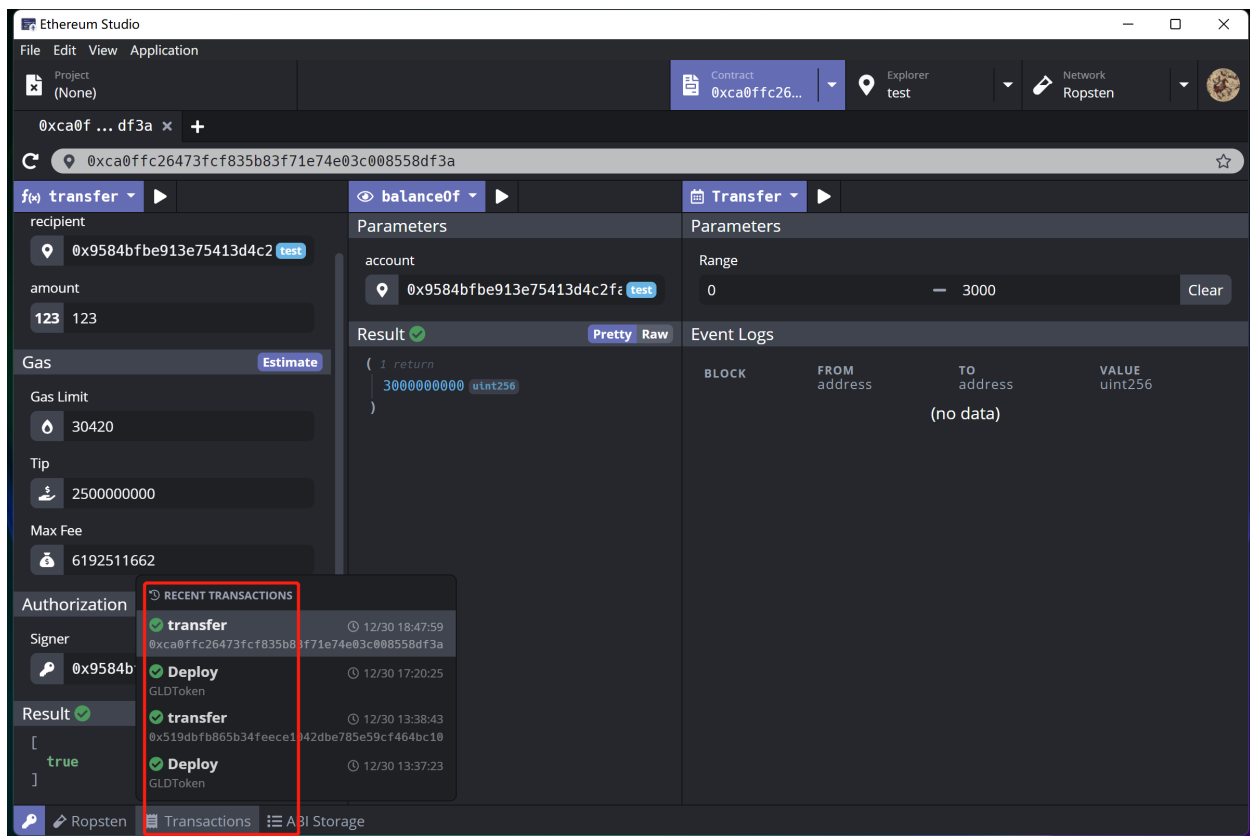 Ethereum Studio
File Edit View Application
Project
(None)
Contract
0xca0ffc26...
Explorer
test
Network
Ropsten
0xca0f ... df3a
0xca0ffc26473fcf835b83f71e74e03c008558df3a
f(x) transfer
recipient
0x9584bfbe913e75413d4c2 test
amount
123 123
Gas Estimate
Gas Limit
30420
Tip
2500000000
Max Fee
6192511662
Authorization
Signer
0x9584b
Result
[
true
]
balanceOf
Parameters
account
0x9584bfbe913e75413d4c2fa test
Result Pretty Raw
( 1 return
3000000000 uint256
)
Transfer
Parameters
Range
0 — 3000 Clear
Event Logs
BLOCK FROM TO VALUE
address address uint256
(no data)
RECENT TRANSACTIONS
transfer 12/30 18:47:59
0xca0ffc26473fcf835b83f71e74e03c008558df3a
Deploy 12/30 17:20:25
GLDToken
transfer 12/30 13:38:43
0x519dbfb865b34feece1042dbe785e59cf464bc10
Deploy 12/30 13:37:23
GLDToken
Ropsten Transactions ABI Storage